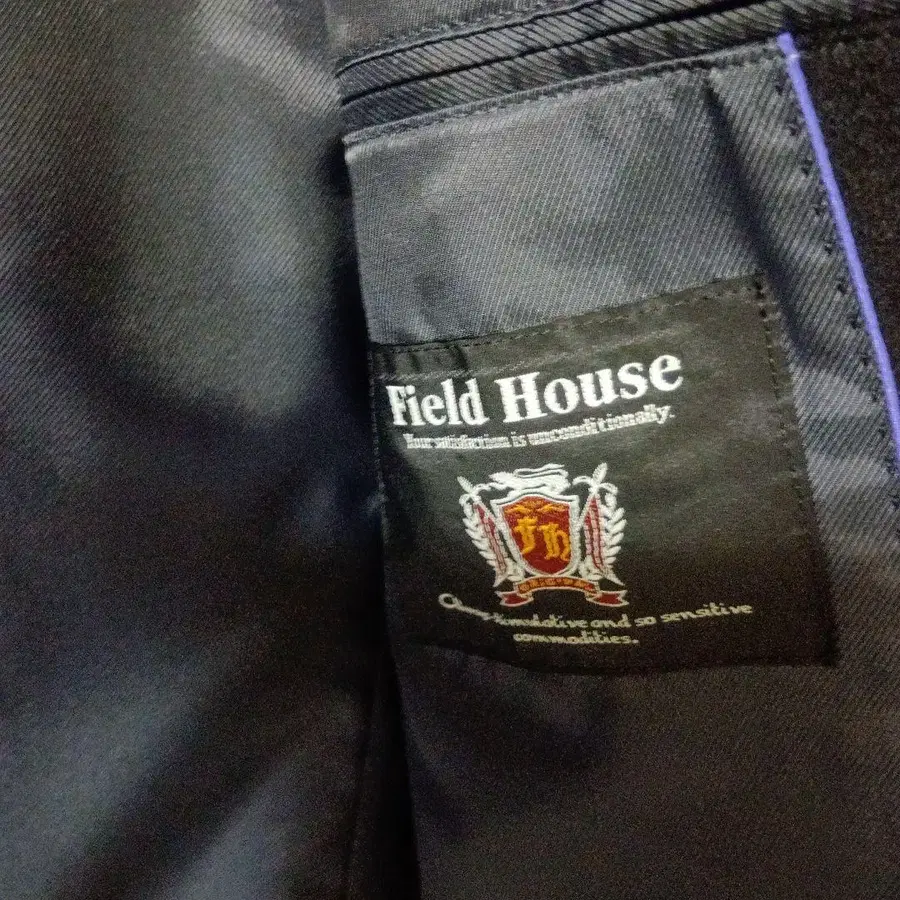 Field House
Your satisfaction is unconditionally.
fh
and so sensitive
commodities.